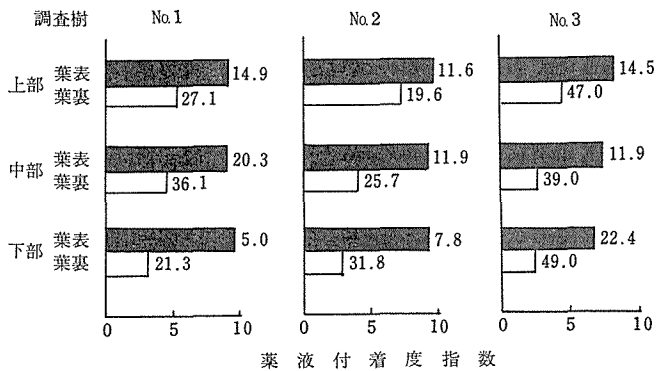 調査樹 No.1 No.2 No.3
上部 葉表 14.9 11.6 14.5
葉裏 27.1 19.6 47.0
中部 葉表 20.3 11.9 11.9
葉裏 36.1 25.7 39.0
下部 葉表 5.0 7.8 22.4
葉裏 21.3 31.8 49.0
0 5 10 0 5 10 0 5 10
薬液付着度指数